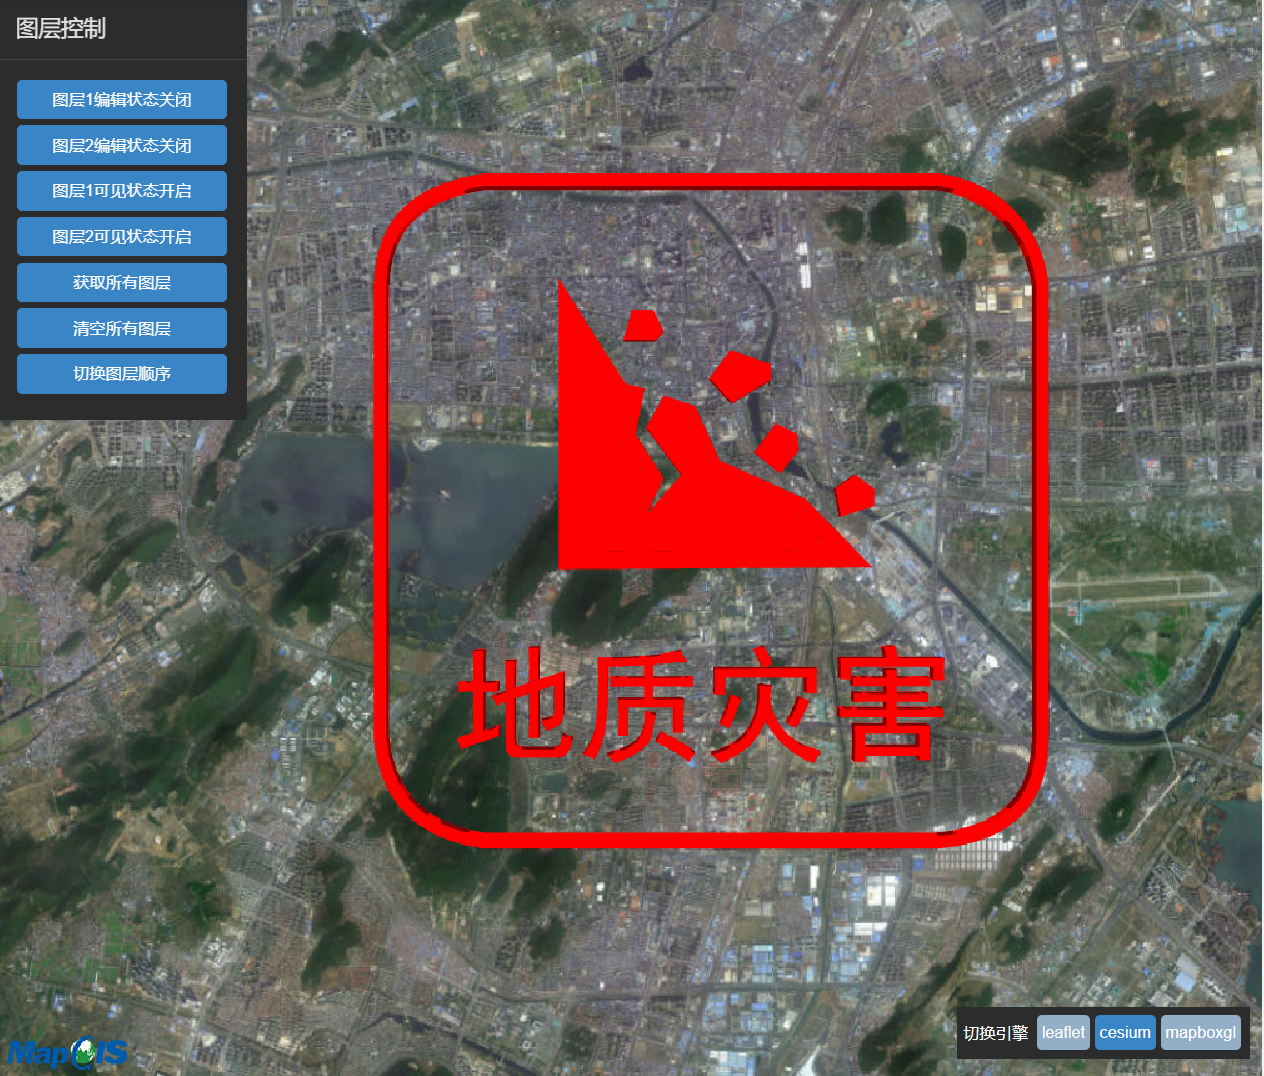 图层控制
图层1编辑状态关闭
图层2编辑状态关闭
图层1可见状态开启
图层2可见状态开启
获取所有图层
清空所有图层
切换图层顺序
地质灾害
MapGIS
切换引擎 leaflet cesium mapboxgl